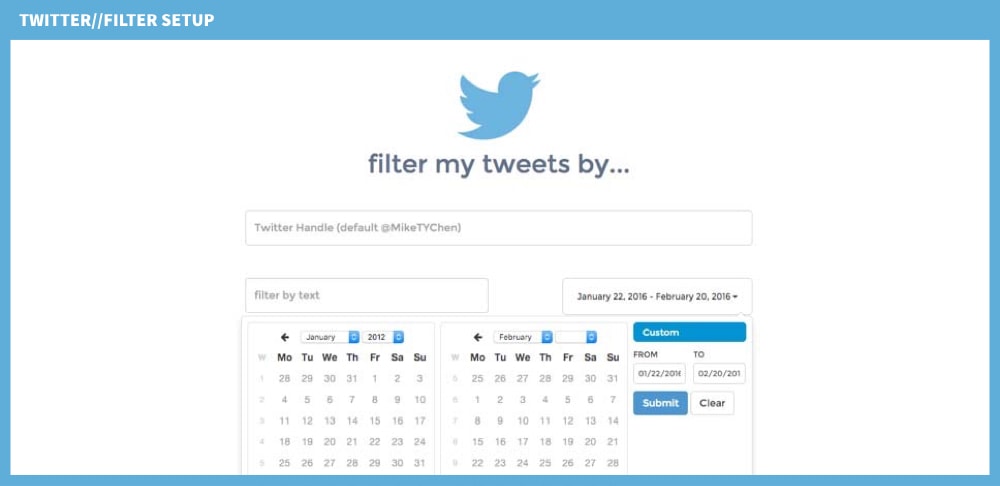 TWITTER//FILTER SETUP
filter my tweets by...
Twitter Handle (default @MikeTYChen)
filter by text
January 22, 2016 - February 20, 2016
January 2012
W Mo Tu We Th Fr Sa Su
1 28 29 30 31 1 2 3
2 4 5 6 7 8 9 10
3 11 12 13 14 15 16 17
4 18 19 20 21 22 23 24
5 25 26 27 28 29 30 31
February
W Mo Tu We Th Fr Sa Su
5 25 26 27 28 29 30 31
6 1 2 3 4 5 6 7
7 8 9 10 11 12 13 14
8 15 16 17 18 19 20 21
9 22 23 24 25 26 27 28
Custom
FROM TO
01/22/2016 02/20/201
Submit Clear